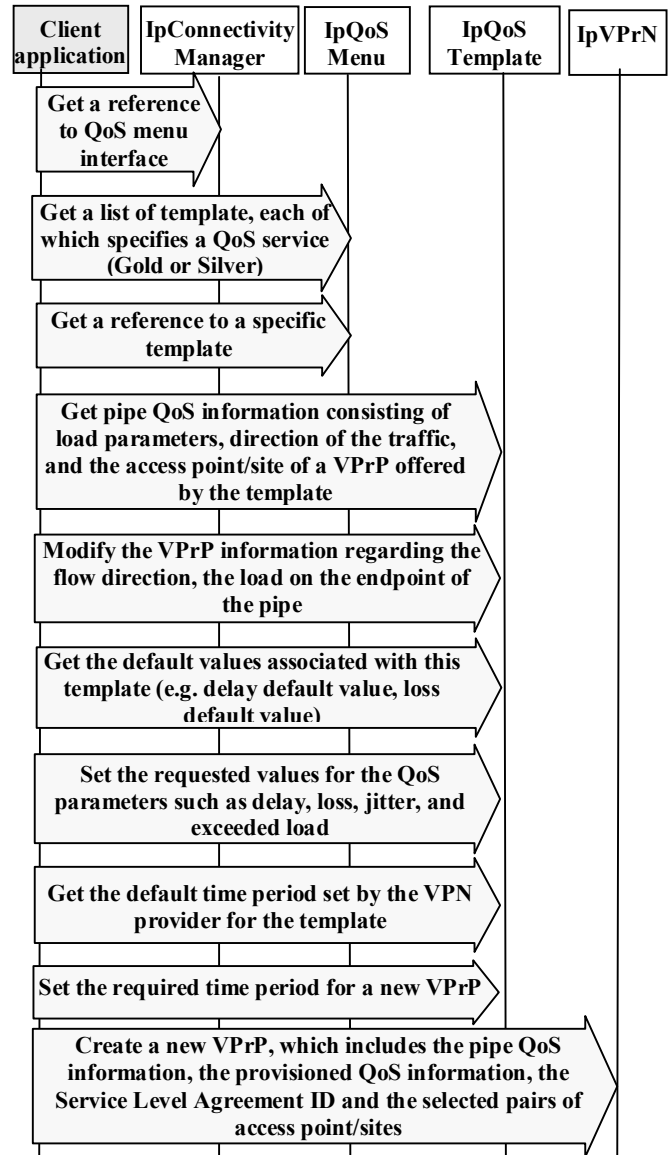 Client
application
IpConnectivity
Manager
IpQoS
Menu
IpQoS
Template
IpVPrN
Get a reference
to QoS menu
interface
Get a list of template, each of
which specifies a QoS service
(Gold or Silver)
Get a reference to a specific
template
Get pipe QoS information consisting of
load parameters, direction of the traffic,
and the access point/site of a VPrP offered
by the template
Modify the VPrP information regarding the
flow direction, the load on the endpoint of
the pipe
Get the default values associated with this
template (e.g. delay default value, loss
default value)
Set the requested values for the QoS
parameters such as delay, loss, jitter, and
exceeded load
Get the default time period set by the VPN
provider for the template
Set the required time period for a new VPrP
Create a new VPrP, which includes the pipe QoS
information, the provisioned QoS information, the
Service Level Agreement ID and the selected pairs of
access point/sites